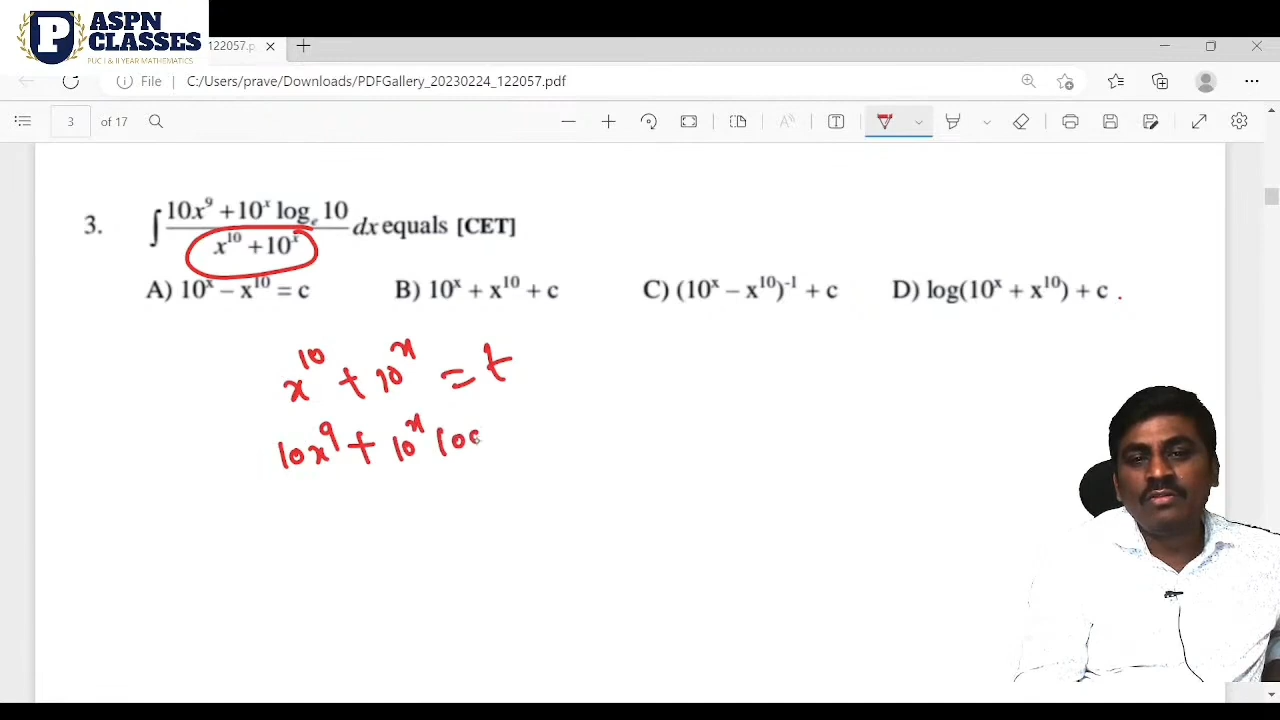 ASPN
CLASSES
PUC I & II YEAR MATHEMATICS
P
122057.p
File C:/Users/prave/Downloads/PDFGallery_20230224_122057.pdf
3 of 17
3. ∫ (10x⁹ + 10ˣ logₑ 10)/(x¹⁰ + 10ˣ) dx equals [CET]
A) 10ˣ – x¹⁰ = c B) 10ˣ + x¹⁰ + c C) (10ˣ – x¹⁰)⁻¹ + c D) log(10ˣ + x¹⁰) + c .
x¹⁰ + 10ˣ = t
10x⁹ + 10ˣ log